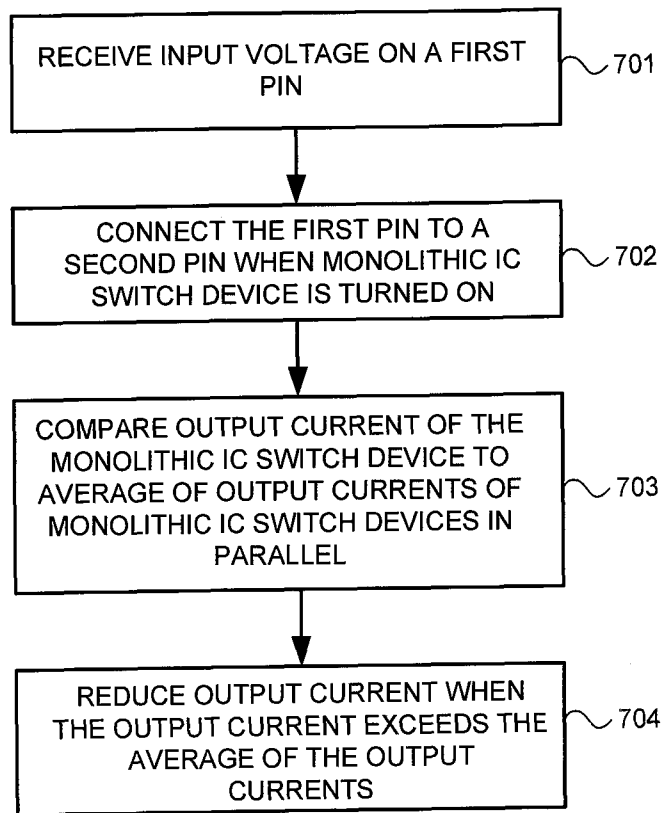 RECEIVE INPUT VOLTAGE ON A FIRST
PIN
701
CONNECT THE FIRST PIN TO A
SECOND PIN WHEN MONOLITHIC IC
SWITCH DEVICE IS TURNED ON
702
COMPARE OUTPUT CURRENT OF THE
MONOLITHIC IC SWITCH DEVICE TO
AVERAGE OF OUTPUT CURRENTS OF
MONOLITHIC IC SWITCH DEVICES IN
PARALLEL
703
REDUCE OUTPUT CURRENT WHEN
THE OUTPUT CURRENT EXCEEDS THE
AVERAGE OF THE OUTPUT
CURRENTS
704